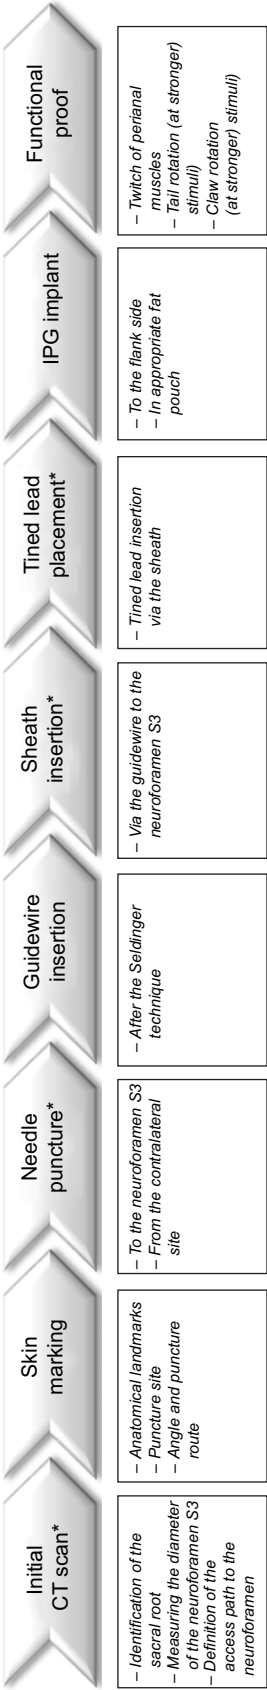 Initial
CT scan*
– Identification of the
sacral root
– Measuring the diameter
of the neuroforamen S3
– Definition of the
access path to the
neuroforamen
Skin
marking
– Anatomical landmarks
– Puncture site
– Angle and puncture
route
Needle
puncture*
– To the neuroforamen S3
– From the contralateral
site
Guidewire
insertion
– After the Seldinger
technique
Sheath
insertion*
– Via the guidewire to the
neuroforamen S3
Tined lead
placement*
– Tined lead insertion
via the sheath
IPG implant
– To the flank side
– In appropriate fat
pouch
Functional
proof
– Twitch of perianal
muscles
– Tail rotation (at stronger)
stimuli)
– Claw rotation
(at stronger) stimuli)